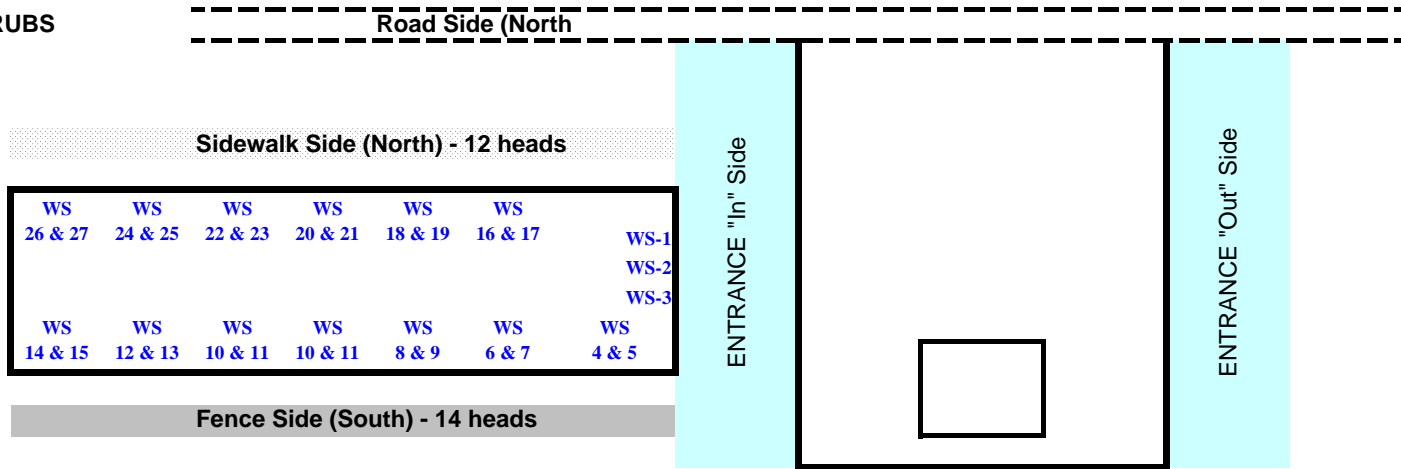 RUBS
Road Side (North
Sidewalk Side (North) - 12 heads
WS WS WS WS WS WS
26 & 27 24 & 25 22 & 23 20 & 21 18 & 19 16 & 17
WS-1
WS-2
WS-3
WS WS WS WS WS WS WS
14 & 15 12 & 13 10 & 11 10 & 11 8 & 9 6 & 7 4 & 5
Fence Side (South) - 14 heads
ENTRANCE "In" Side
ENTRANCE "Out" Side